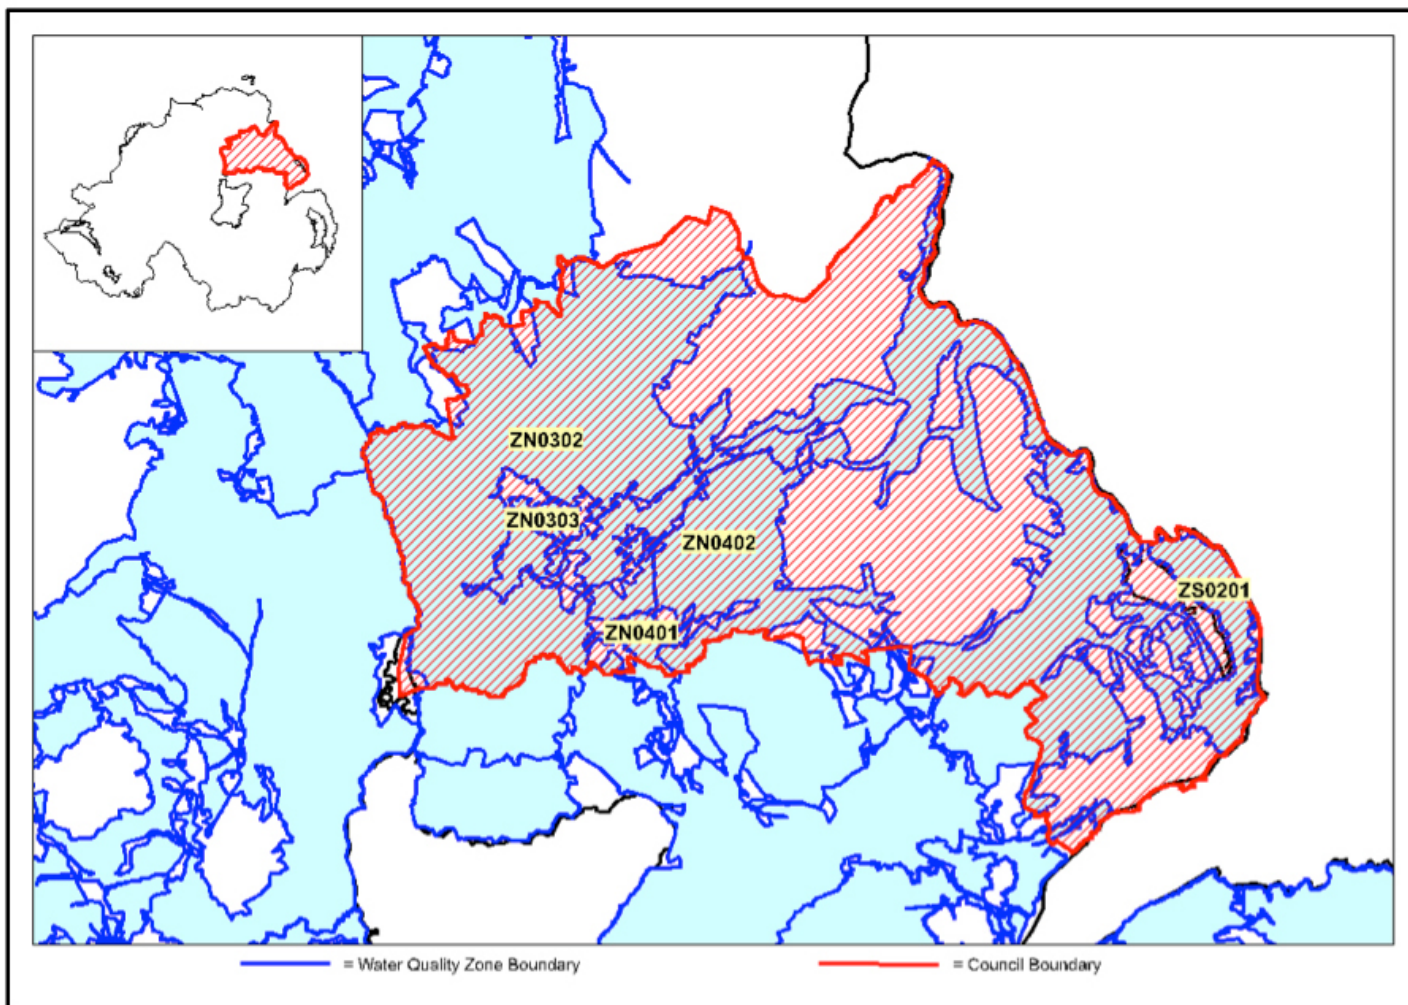 ZN0302
ZN0303
ZN0402
ZS0201
ZN0401
= Water Quality Zone Boundary
= Council Boundary